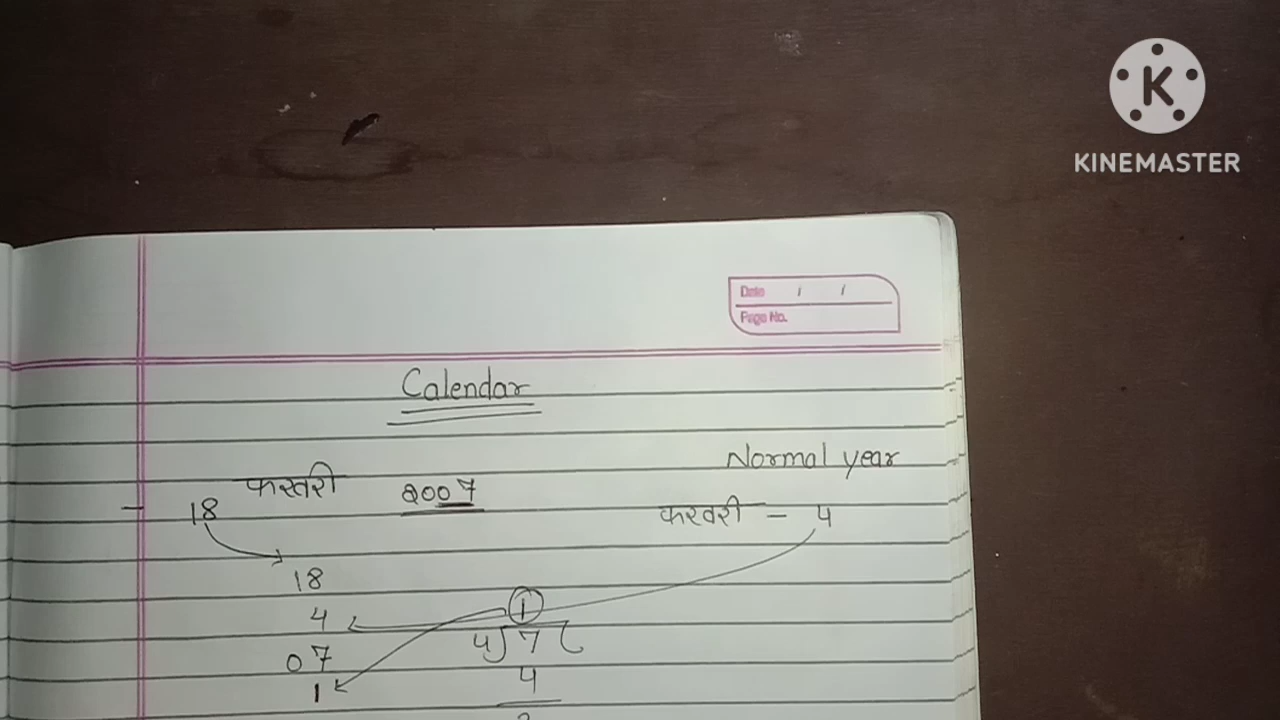 KINEMASTER
Date / /
Page No.
Calendar
Normal year
- 18 फरवरी 2007
फरवरी - 4
18
4
07
1
1
4 7
4